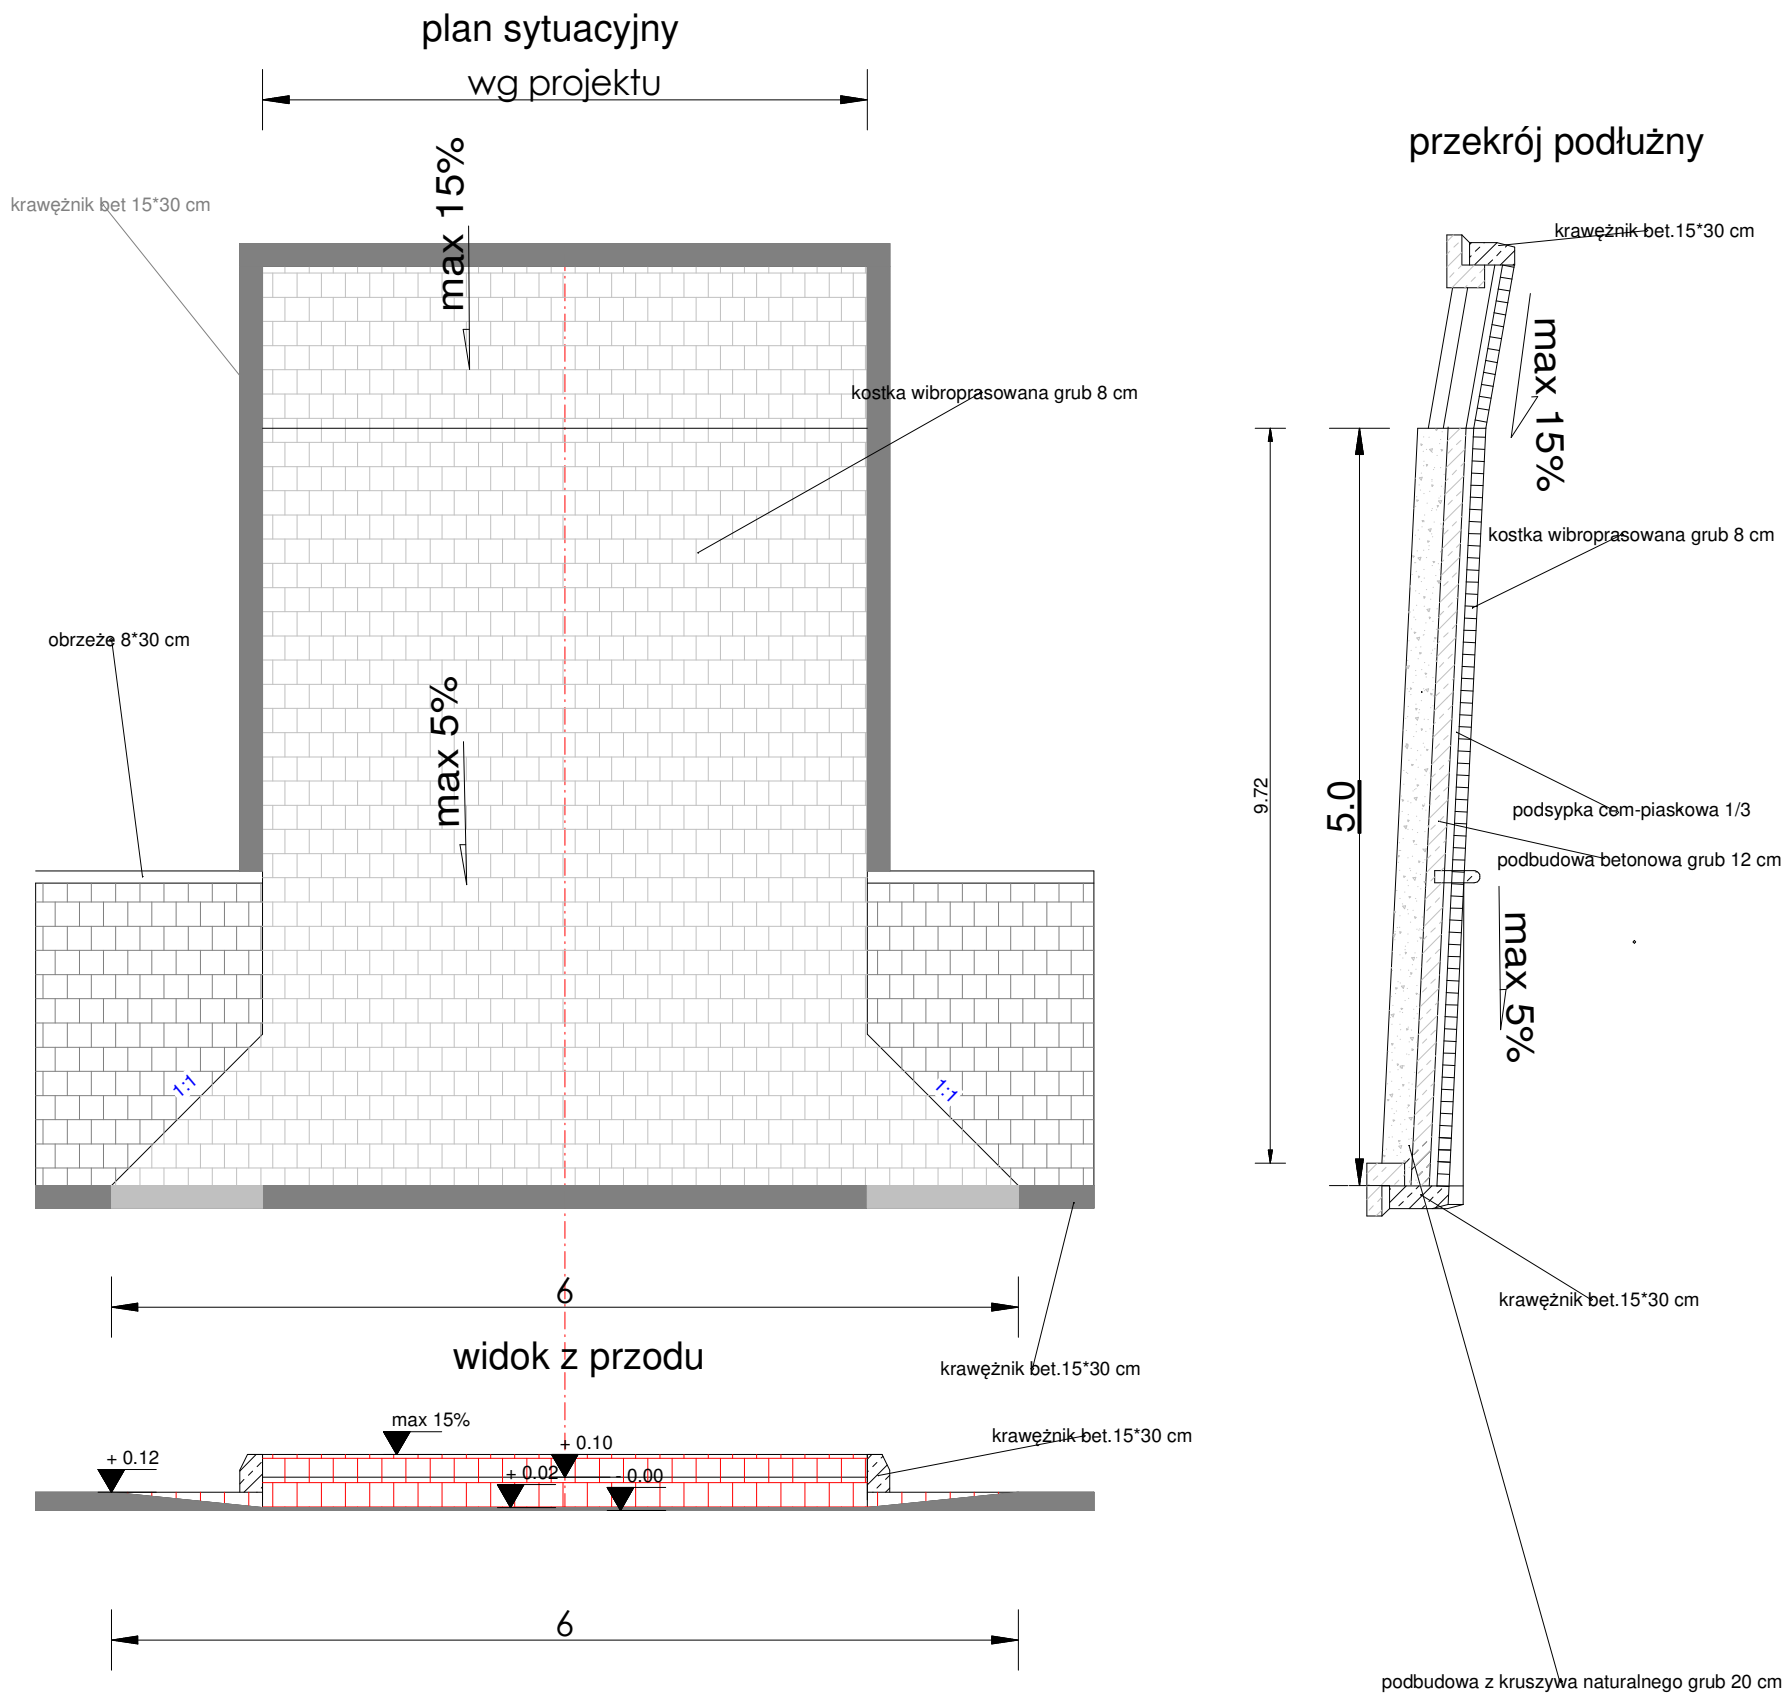 plan sytuacyjny
wg projektu
max 15%
krawężnik bet 15*30 cm
kostka wibroprasowana grub 8 cm
obrzeże 8*30 cm
max 5%
1:1
1:1
6
przekrój podłużny
krawężnik bet.15*30 cm
max 15%
kostka wibroprasowana grub 8 cm
9.72
5.0
podsypka cem-piaskowa 1/3
podbudowa betonowa grub 12 cm
max 5%
krawężnik bet.15*30 cm
podbudowa z kruszywa naturalnego grub 20 cm
widok z przodu
krawężnik bet.15*30 cm
max 15%
krawężnik bet.15*30 cm
+ 0.12
+ 0.10
+ 0.02
- 0.00
6